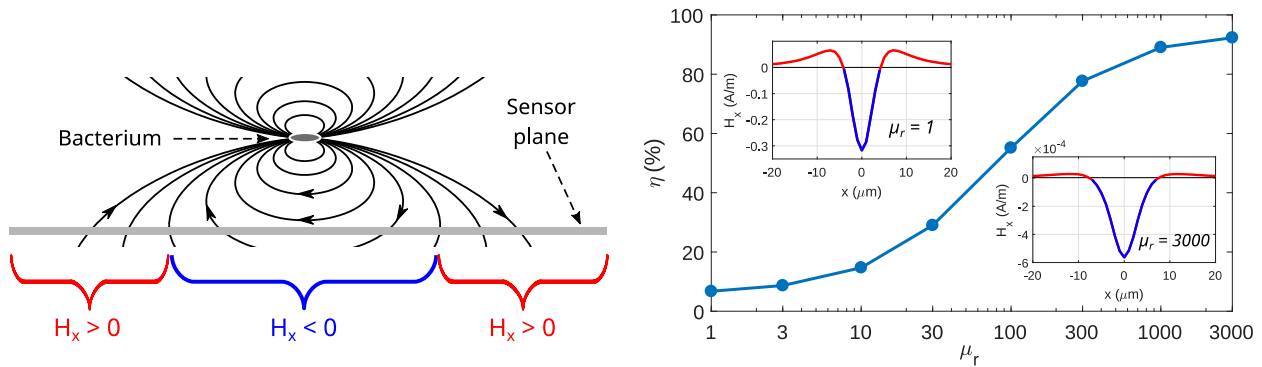 Bacterium
Sensor
plane
Hx > 0
Hx < 0
Hx > 0
η (%)
100
80
60
40
20
0
1
3
10
30
100
300
1000
3000
μr
Hx (A/m)
0
-0.1
-0.2
-0.3
-20
-10
0
10
20
x (μm)
μr = 1
×10⁻⁴
Hx (A/m)
0
-2
-4
-6
-20
-10
0
10
20
x (μm)
μr = 3000